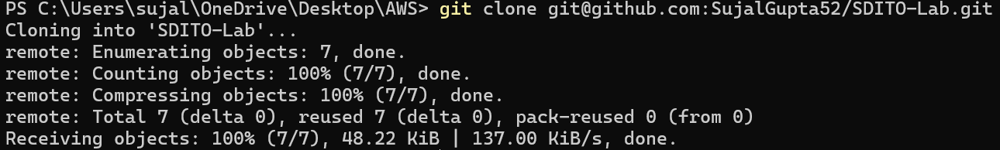 PS C:\Users\sujal\OneDrive\Desktop\AWS> git clone git@github.com:SujalGupta52/SDITO-Lab.git
Cloning into 'SDITO-Lab'...
remote: Enumerating objects: 7, done.
remote: Counting objects: 100% (7/7), done.
remote: Compressing objects: 100% (7/7), done.
remote: Total 7 (delta 0), reused 7 (delta 0), pack-reused 0 (from 0)
Receiving objects: 100% (7/7), 48.22 KiB | 137.00 KiB/s, done.